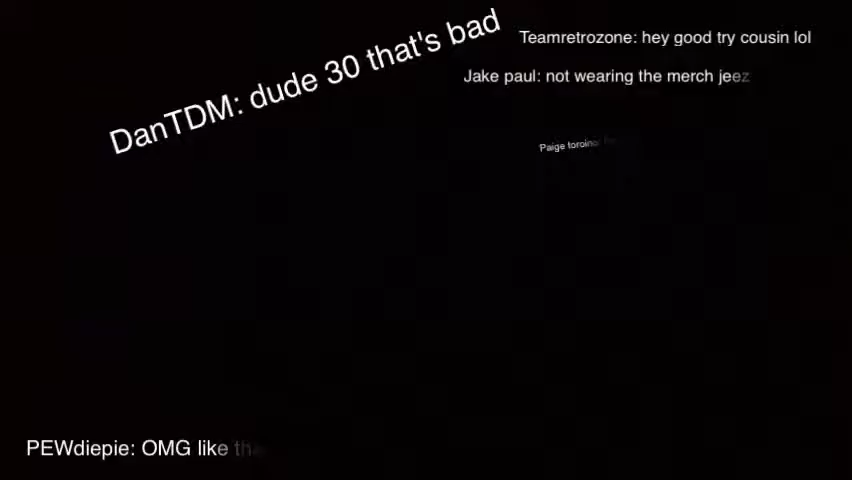 DanTDM: dude 30 that's bad
Teamretrozone: hey good try cousin lol
Jake paul: not wearing the merch jeez
Paige
PEWdiepie: OMG like